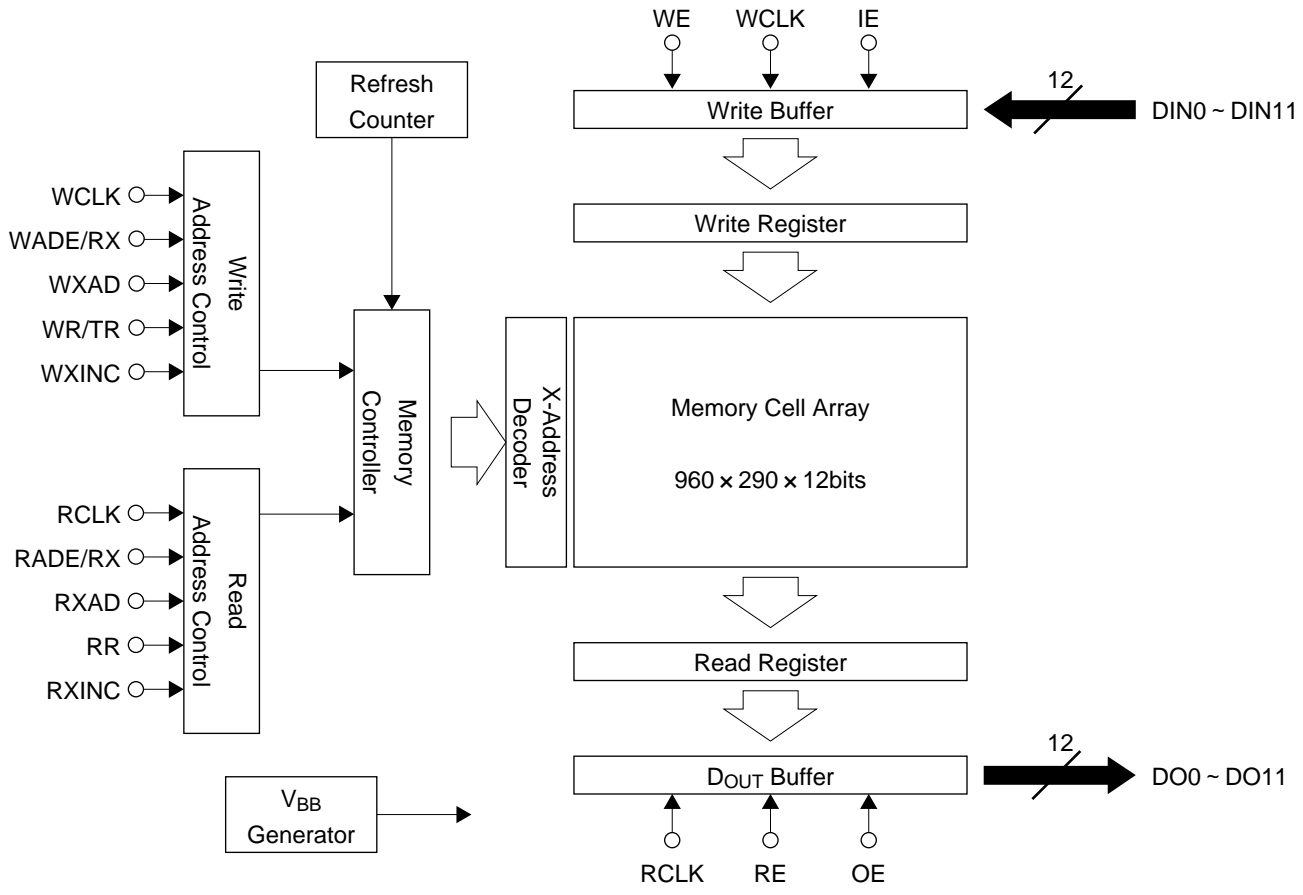 WE WCLK IE
Refresh
Counter
Write Buffer
12
DIN0 ~ DIN11
Write Register
WCLK
WADE/RX
WXAD
WR/TR
WXINC
Write
Address Control
Memory
Controller
X-Address
Decoder
Memory Cell Array
960 × 290 × 12bits
RCLK
RADE/RX
RXAD
RR
RXINC
Read
Address Control
Read Register
DOUT Buffer
12
DO0 ~ DO11
VBB
Generator
RCLK RE OE